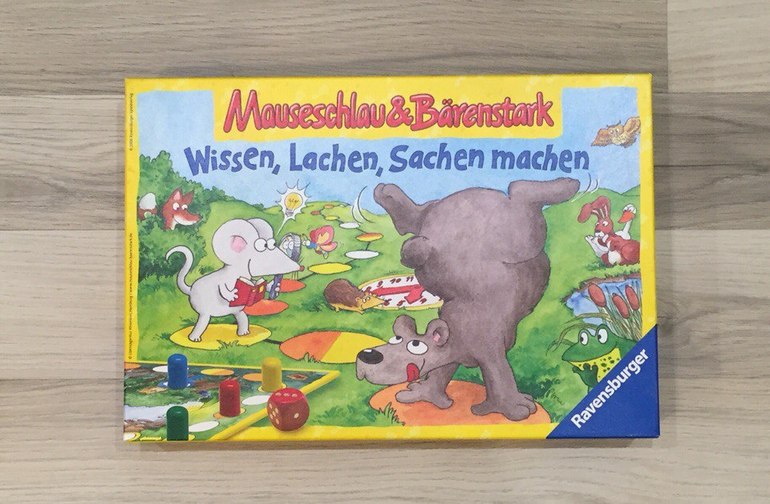 Mauseschlau & Bärenstark
Wissen, Lachen, Sachen machen
Ravensburger